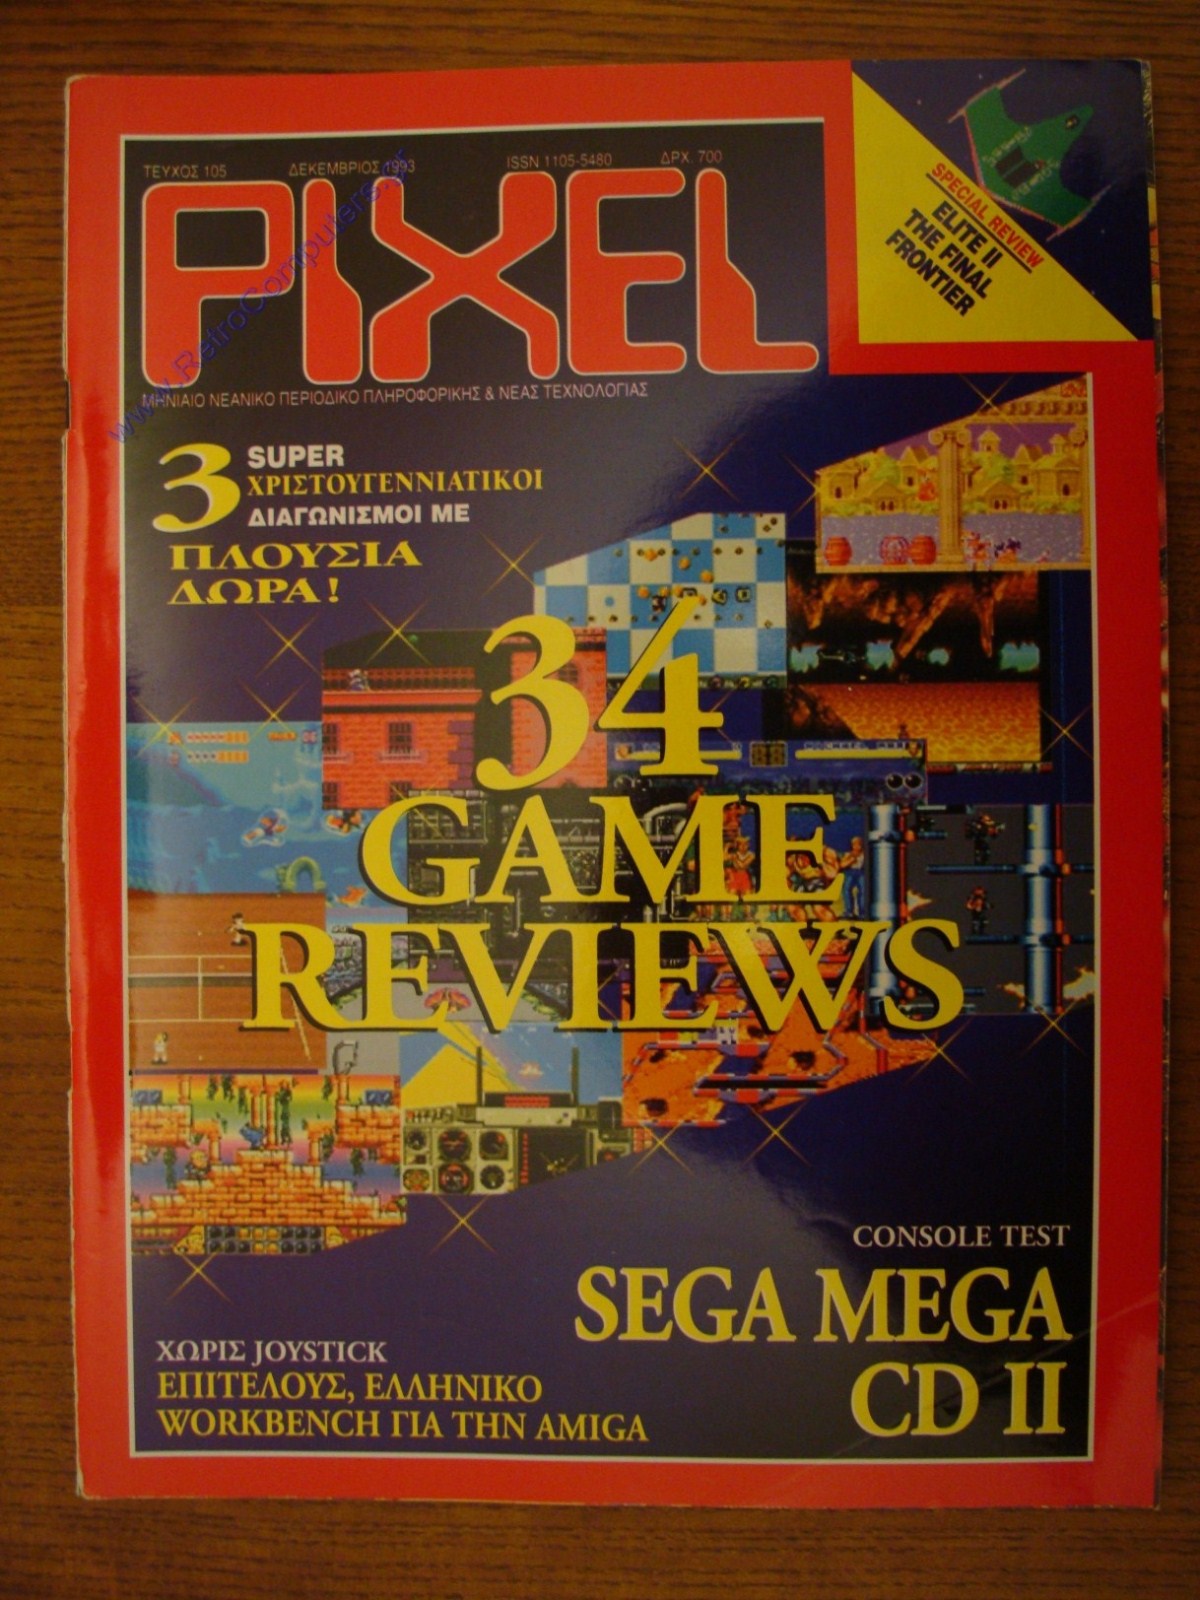 ΤΕΥΧΟΣ 105 ΔΕΚΕΜΒΡΙΟΣ 1993 ISSN 1105-5480 ΔΡΧ. 700
PIXEL
ΜΗΝΙΑΙΟ ΝΕΑΝΙΚΟ ΠΕΡΙΟΔΙΚΟ ΠΛΗΡΟΦΟΡΙΚΗΣ & ΝΕΑΣ ΤΕΧΝΟΛΟΓΙΑΣ
www.RetroComputers.gr
SPECIAL REVIEW
ELITE II
THE FINAL
FRONTIER
3 SUPER
ΧΡΙΣΤΟΥΓΕΝΝΙΑΤΙΚΟΙ
ΔΙΑΓΩΝΙΣΜΟΙ ΜΕ
ΠΛΟΥΣΙΑ
ΔΩΡΑ!
34
GAME
REVIEWS
CONSOLE TEST
SEGA MEGA
CD II
ΧΩΡΙΣ JOYSTICK
ΕΠΙΤΕΛΟΥΣ, ΕΛΛΗΝΙΚΟ
WORKBENCH ΓΙΑ ΤΗΝ AMIGA